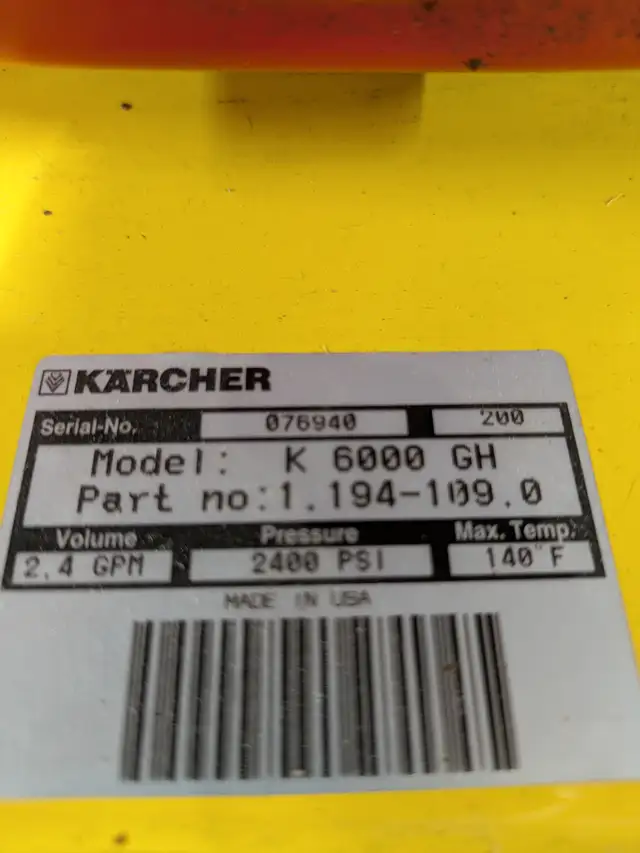 KÄRCHER
Serial-No. 076940 200
Model: K 6000 GH
Part no:1.194-109.0
Volume Pressure Max. Temp.
2.4 GPM 2400 PSI 140°F
MADE IN USA